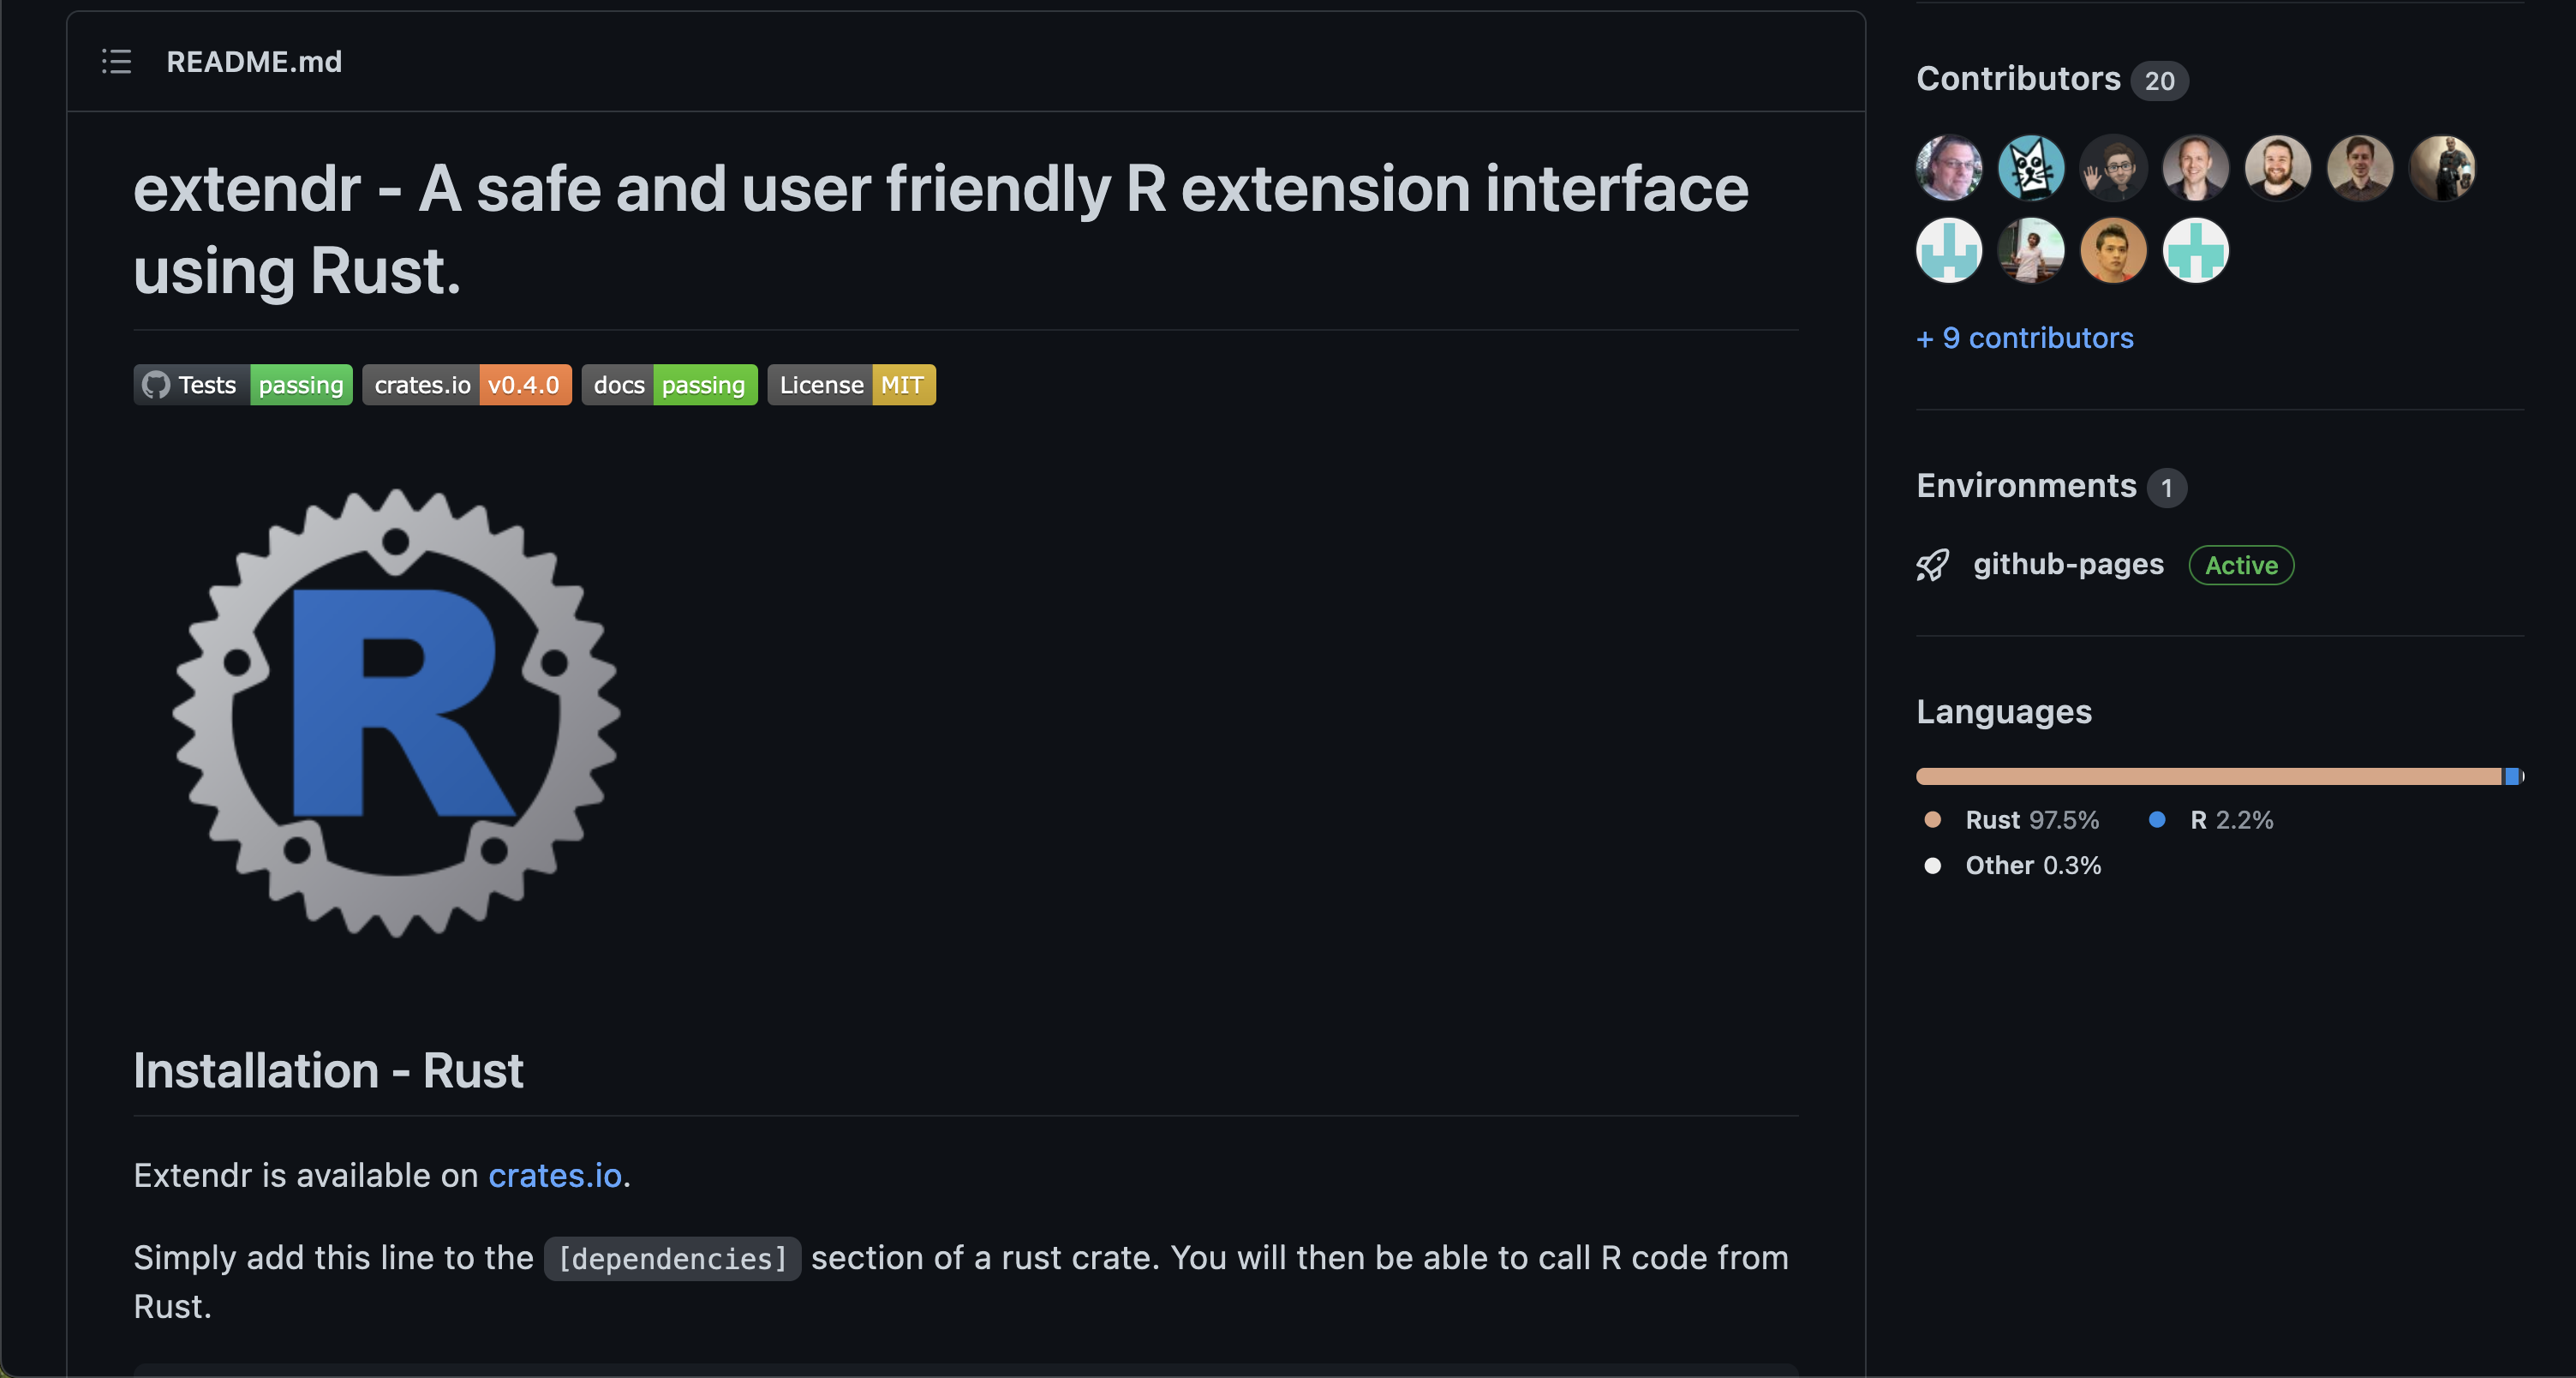 README.md
extendr - A safe and user friendly R extension interface
using Rust.
Tests passing crates.io v0.4.0 docs passing License MIT
R
Installation - Rust
Extendr is available on crates.io.
Simply add this line to the [dependencies] section of a rust crate. You will then be able to call R code from
Rust.
Contributors 20
+ 9 contributors
Environments 1
github-pages Active
Languages
Rust 97.5% R 2.2%
Other 0.3%